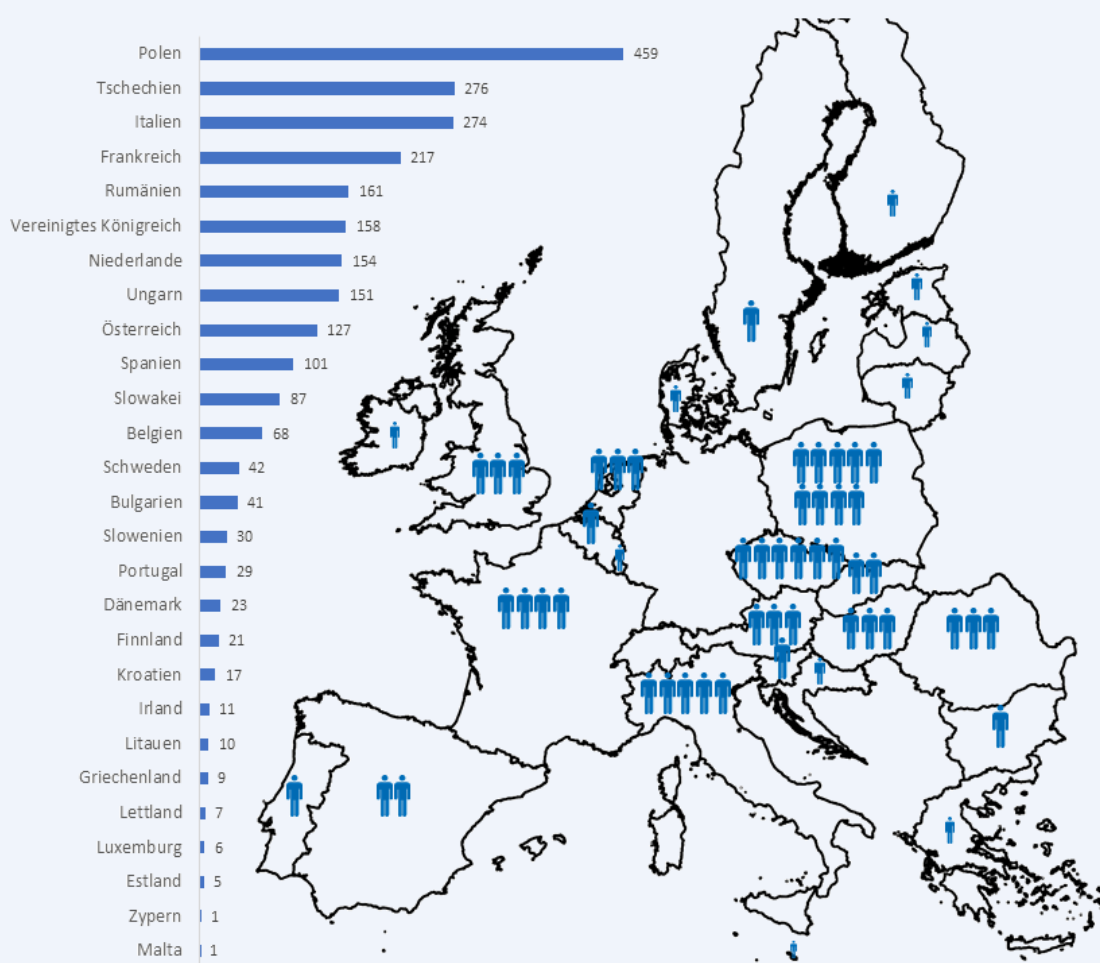 Polen 459
Tschechien 276
Italien 274
Frankreich 217
Rumänien 161
Vereinigtes Königreich 158
Niederlande 154
Ungarn 151
Österreich 127
Spanien 101
Slowakei 87
Belgien 68
Schweden 42
Bulgarien 41
Slowenien 30
Portugal 29
Dänemark 23
Finnland 21
Kroatien 17
Irland 11
Litauen 10
Griechenland 9
Lettland 7
Luxemburg 6
Estland 5
Zypern 1
Malta 1